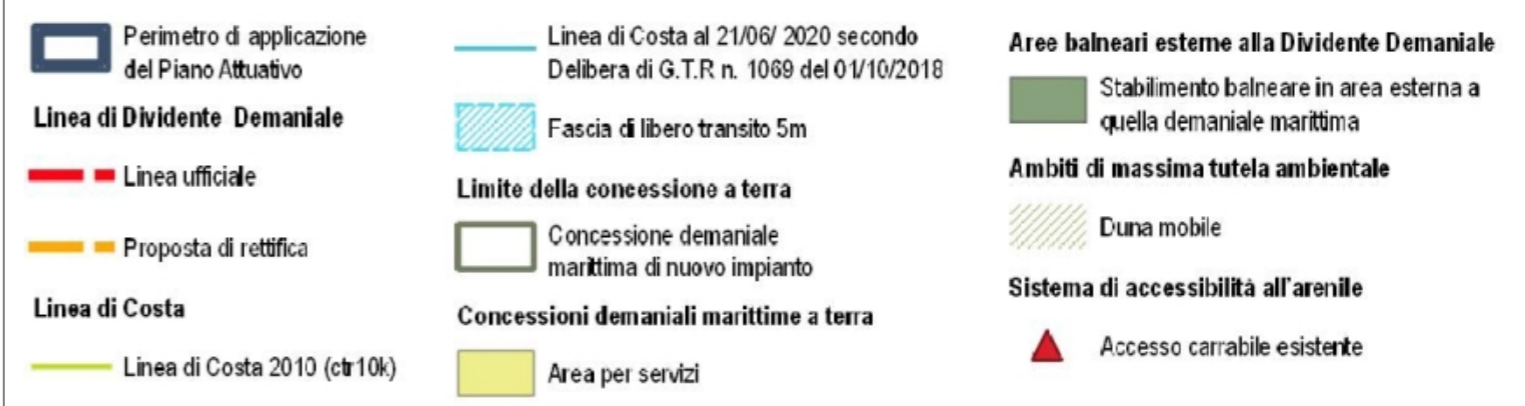 Perimetro di applicazione
del Piano Attuativo
Linea di Dividente Demaniale
Linea ufficiale
Proposta di rettifica
Linea di Costa
Linea di Costa 2010 (ctr10k)
Linea di Costa al 21/06/ 2020 secondo
Delibera di G.T.R n. 1069 del 01/10/2018
Fascia di libero transito 5m
Limite della concessione a terra
Concessione demaniale
marittima di nuovo impianto
Concessioni demaniali marittime a terra
Area per servizi
Aree balneari esterne alla Dividente Demaniale
Stabilimento balneare in area esterna a
quella demaniale marittima
Ambiti di massima tutela ambientale
Duna mobile
Sistema di accessibilità all'arenile
Accesso carrabile esistente